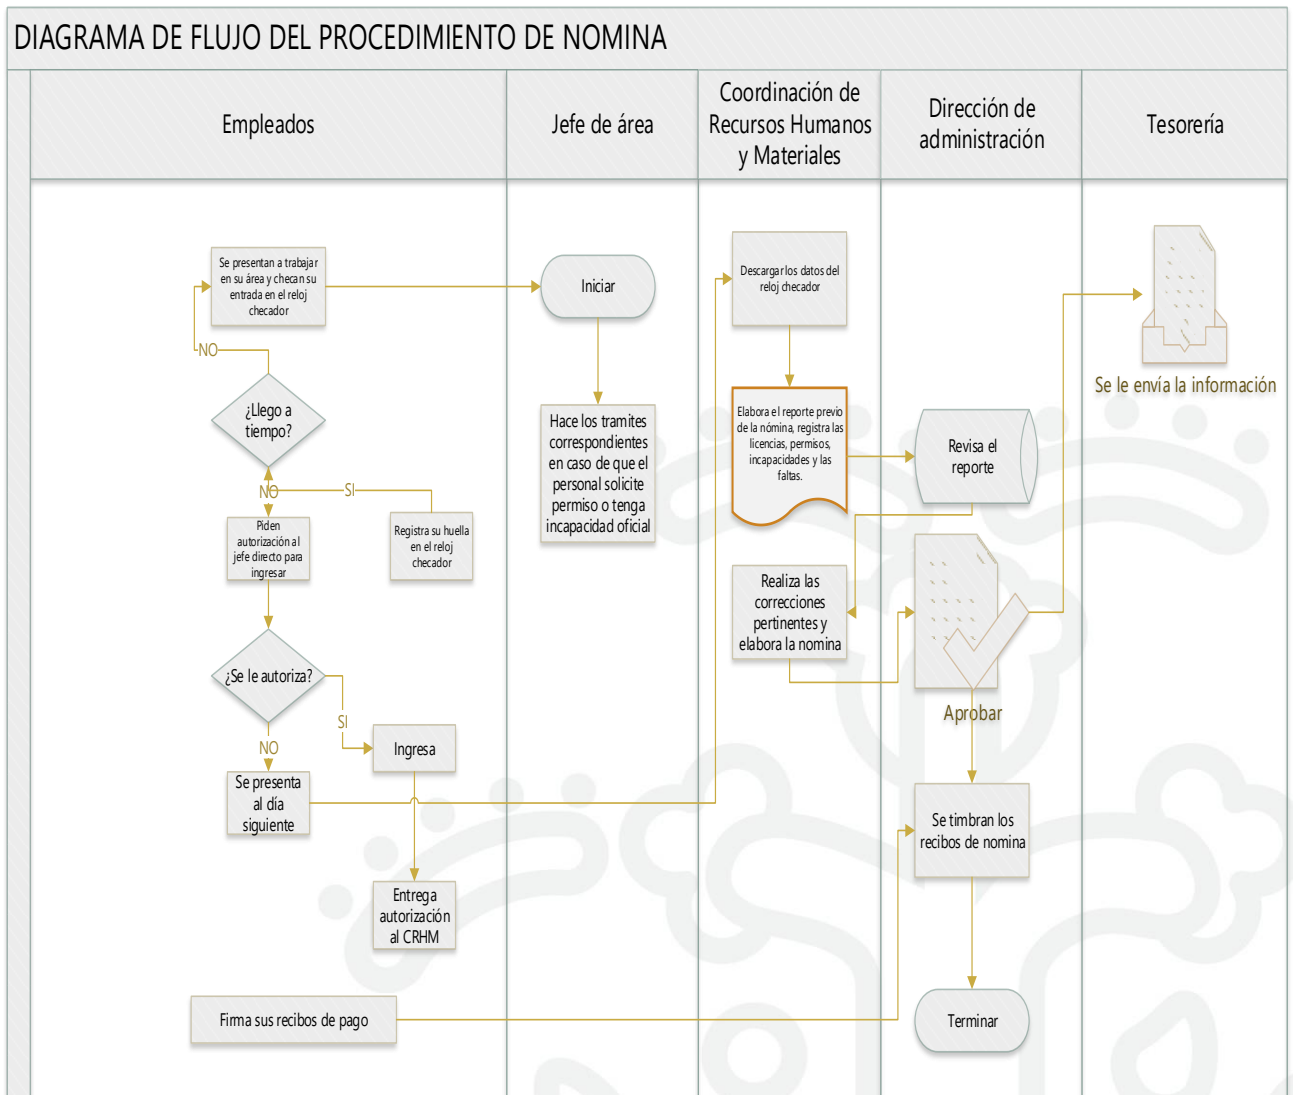 DIAGRAMA DE FLUJO DEL PROCEDIMIENTO DE NOMINA
Empleados
Jefe de área
Coordinación de
Recursos Humanos
y Materiales
Dirección de
administración
Tesorería
Se presentan a trabajar
en su área y checan su
entrada en el reloj
checador
NO
¿Llego a
tiempo?
NO
SI
Piden
autorización al
jefe directo para
ingresar
Registra su huella
en el reloj
checador
¿Se le autoriza?
SI
NO
Ingresa
Se presenta
al día
siguiente
Entrega
autorización
al CRHM
Firma sus recibos de pago
Iniciar
Hace los tramites
correspondientes
en caso de que el
personal solicite
permiso o tenga
incapacidad oficial
Descargar los datos del
reloj checador
Elabora el reporte previo
de la nómina, registra las
licencias, permisos,
incapacidades y las
faltas.
Realiza las
correcciones
pertinentes y
elabora la nomina
Revisa el
reporte
Aprobar
Se timbran los
recibos de nomina
Terminar
Se le envía la información